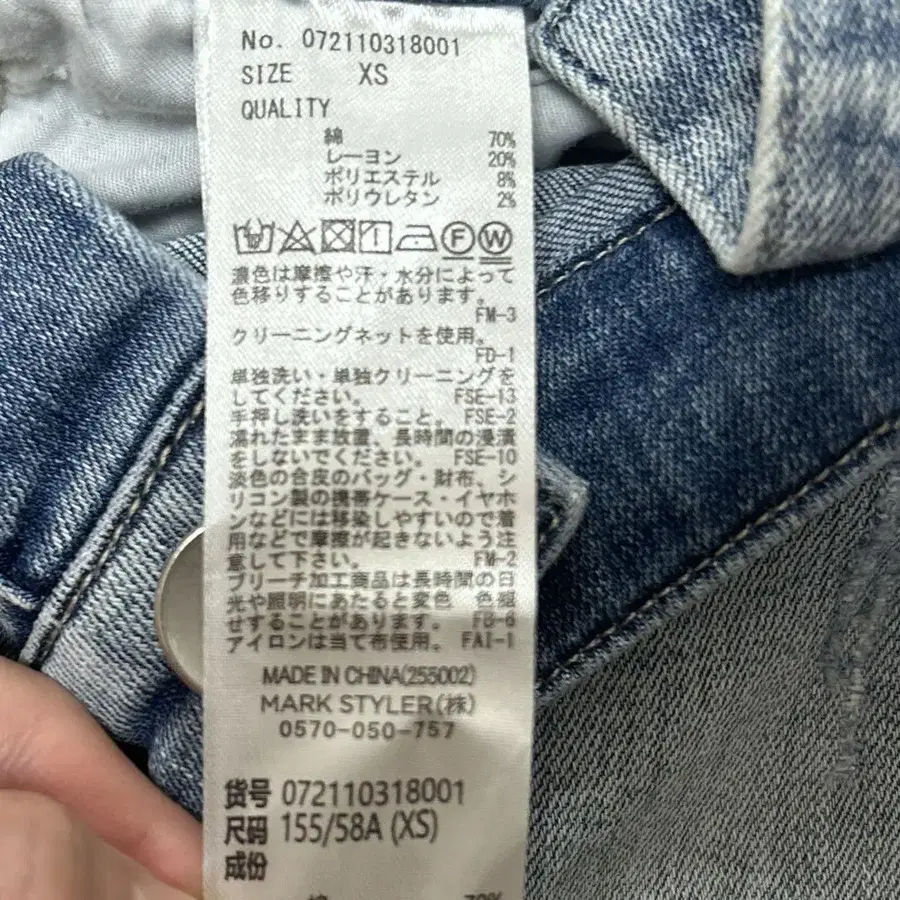 No. 072110318001
SIZE XS
QUALITY
綿 70%
レーヨン 20%
ポリエステル 8%
ポリウレタン 2%
F W
濃色は摩擦や汗・水分によって
色移りすることがあります。
FM-3
クリーニングネットを使用。
FD-1
単独洗い・単独クリーニングを
してください。 FSE-13
手押し洗いをすること。 FSE-2
濡れたまま放置、長時間の浸漬
をしないでください。 FSE-10
淡色の合皮のバッグ・財布、シ
リコン製の携帯ケース・イヤホ
ンなどには移染しやすいので着
用などで摩擦が起きないよう注
意して下さい。 FW-2
ブリーチ加工商品は長時間の日
光や照明にあたると変色 色褪
せすることがあります。 FB-6
アイロンは当て布使用。 FAI-1
MADE IN CHINA(255002)
MARK STYLER(株)
0570-050-757
货号 072110318001
尺码 155/58A (XS)
成份
綿 70%